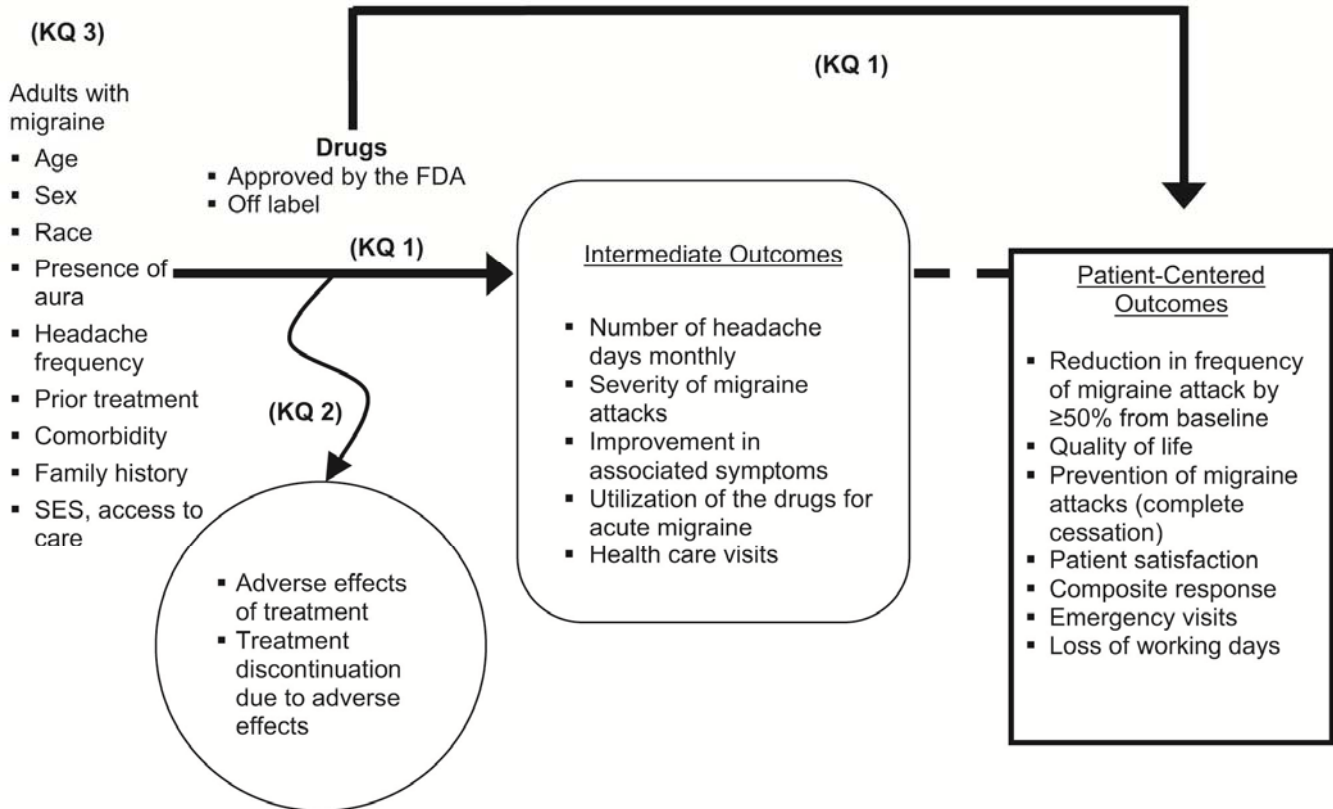 (KQ 3)
Adults with
migraine
▪ Age
▪ Sex
▪ Race
▪ Presence of
aura
▪ Headache
frequency
▪ Prior treatment
▪ Comorbidity
▪ Family history
▪ SES, access to
care
Drugs
▪ Approved by the FDA
▪ Off label
(KQ 1)
(KQ 1)
(KQ 2)
▪ Adverse effects
of treatment
▪ Treatment
discontinuation
due to adverse
effects
Intermediate Outcomes
▪ Number of headache
days monthly
▪ Severity of migraine
attacks
▪ Improvement in
associated symptoms
▪ Utilization of the drugs for
acute migraine
▪ Health care visits
Patient-Centered
Outcomes
▪ Reduction in frequency
of migraine attack by
≥50% from baseline
▪ Quality of life
▪ Prevention of migraine
attacks (complete
cessation)
▪ Patient satisfaction
▪ Composite response
▪ Emergency visits
▪ Loss of working days